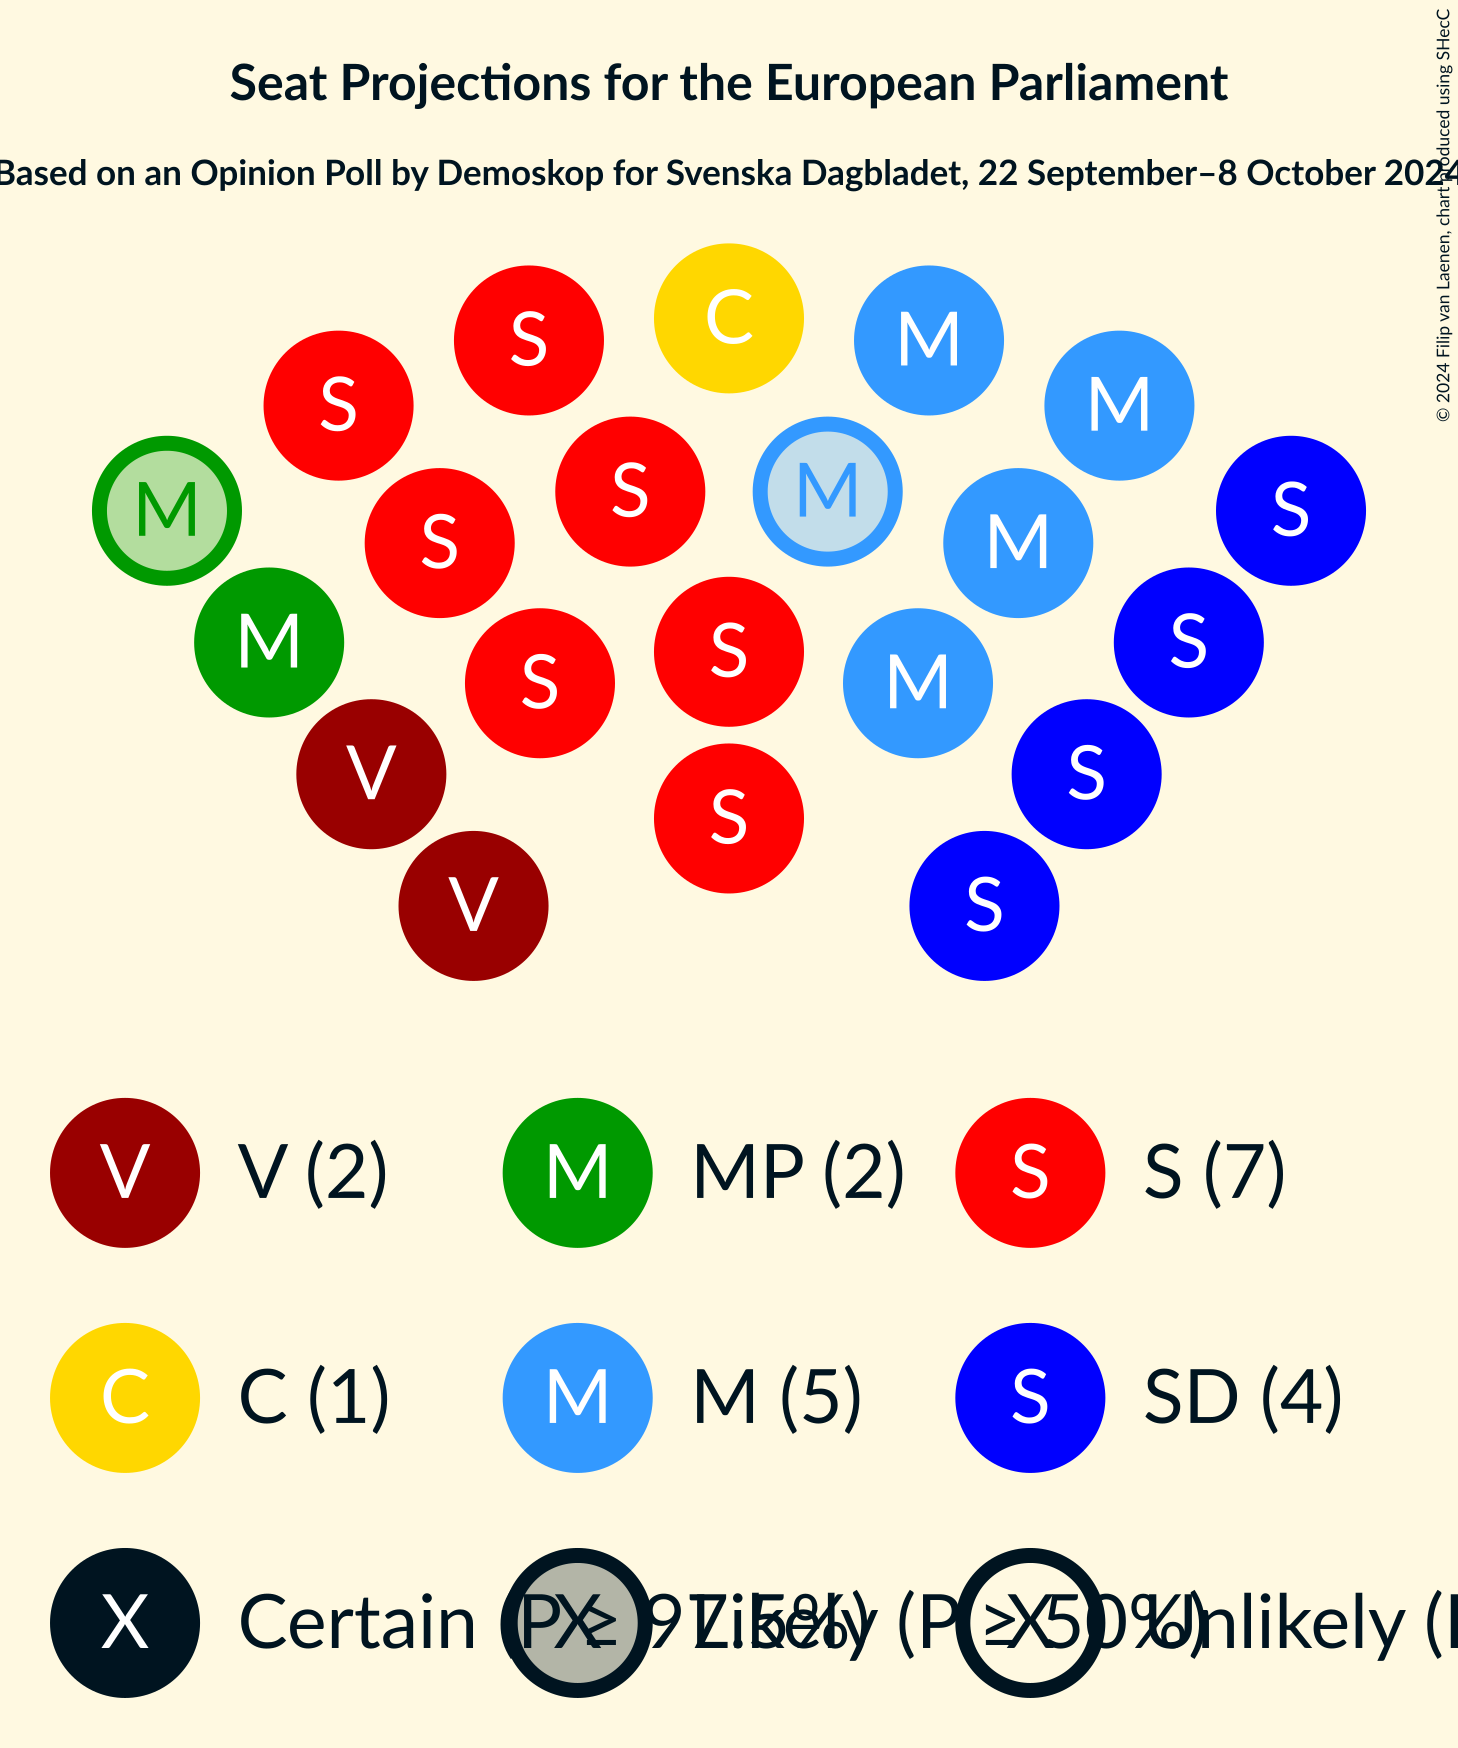 Seat Projections for the European Parliament
Based on an Opinion Poll by Demoskop for Svenska Dagbladet, 22 September–8 October 2024
© 2024 Filip van Laenen, chart produced using SHecC
C
S M
S M
S M
M S
S M
M S
S
S M
V S
S
V S
V V (2) M MP (2) S S (7)
C C (1) M M (5) S SD (4)
X Certain (P ≥ 97.5%) X Likely (P ≥ 50%) X Unlikely (